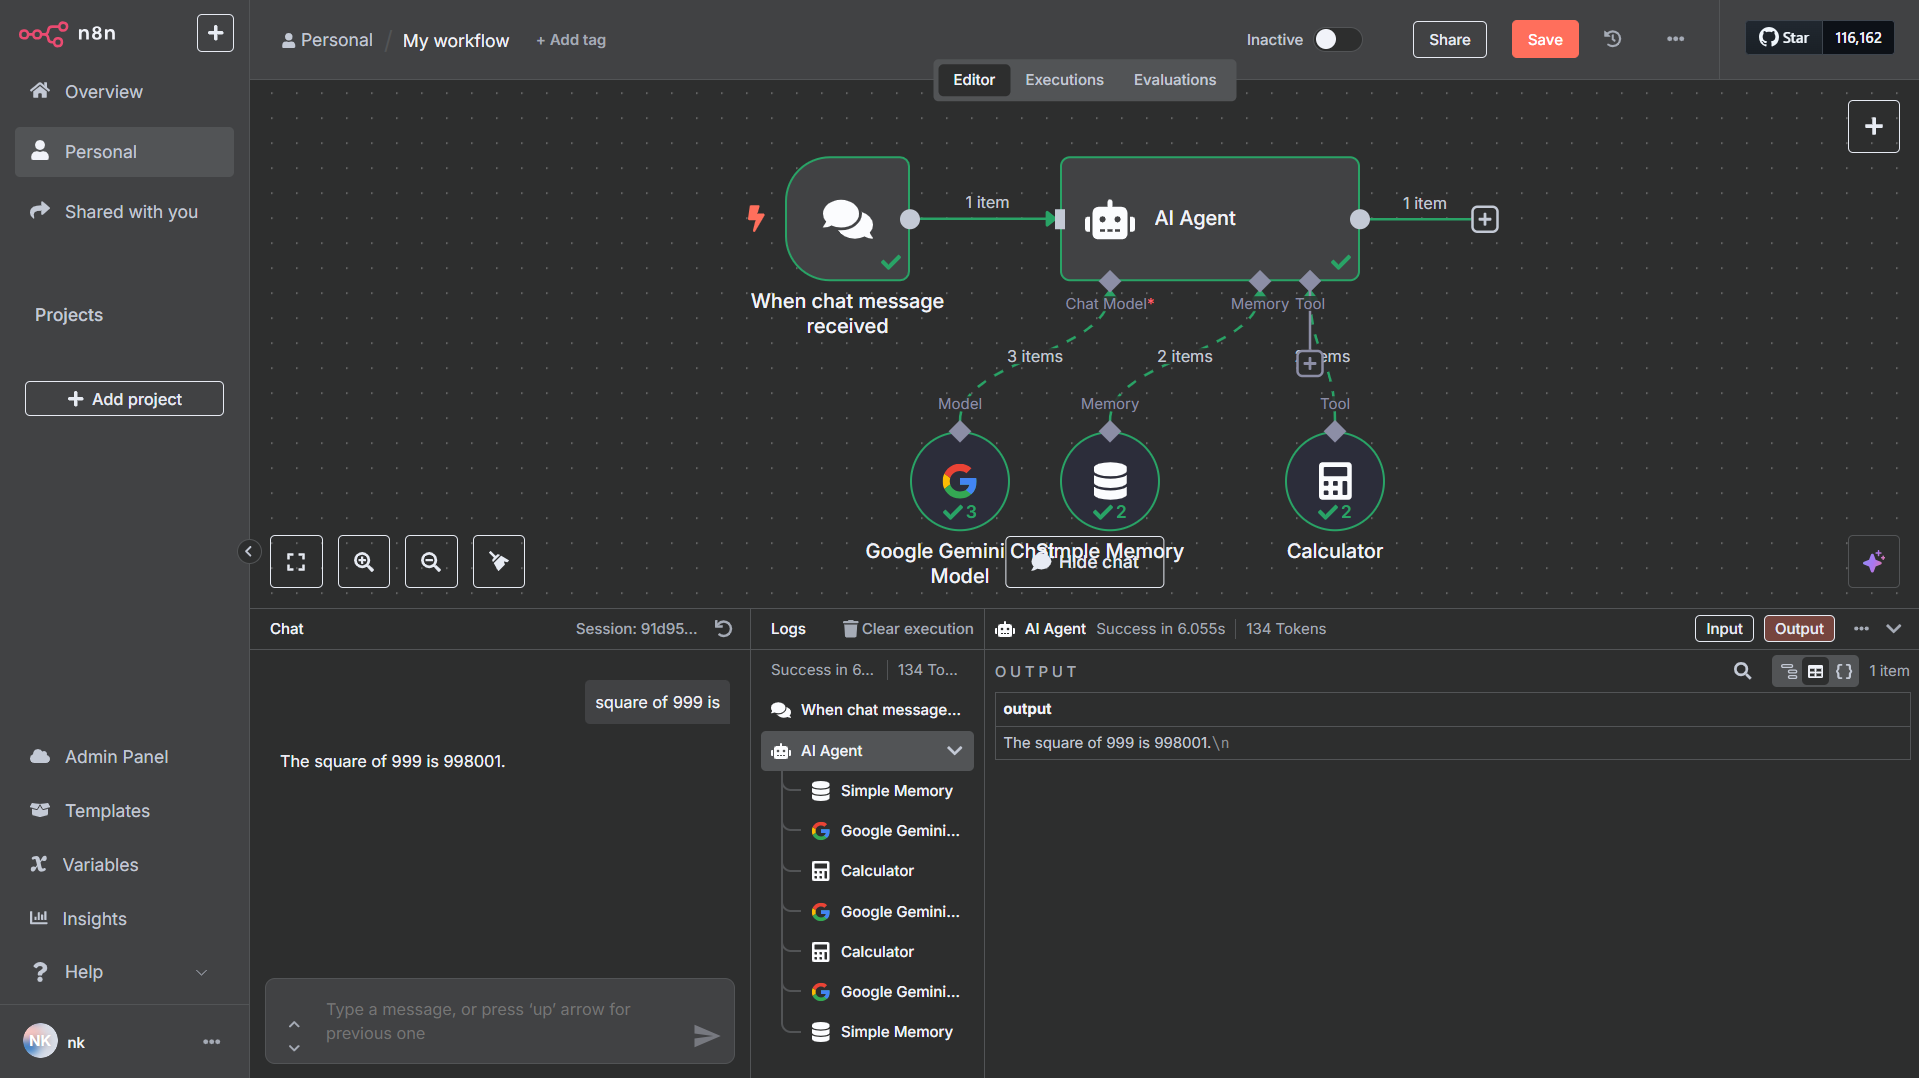 n8n
Overview
Personal
Shared with you
Projects
Add project
Admin Panel
Templates
Variables
Insights
Help
NK nk
Personal / My workflow + Add tag
Inactive
Share
Save
Star 116,162
Editor Executions Evaluations
1 item
AI Agent
1 item
When chat message
received
Chat Model*
Memory
Tool
3 items
2 items
Model
Memory
Tool
3
2
2
Google Gemini Chat
Model
Simple Memory
Calculator
Hide chat
Chat
Session: 91d95...
square of 999 is
The square of 999 is 998001.
Type a message, or press ‘up’ arrow for
previous one
Logs
Clear execution
Success in 6... 134 To...
When chat message...
AI Agent
Simple Memory
Google Gemini...
Calculator
Google Gemini...
Calculator
Google Gemini...
Simple Memory
AI Agent Success in 6.055s 134 Tokens
Input
Output
OUTPUT
1 item
output
The square of 999 is 998001.\n